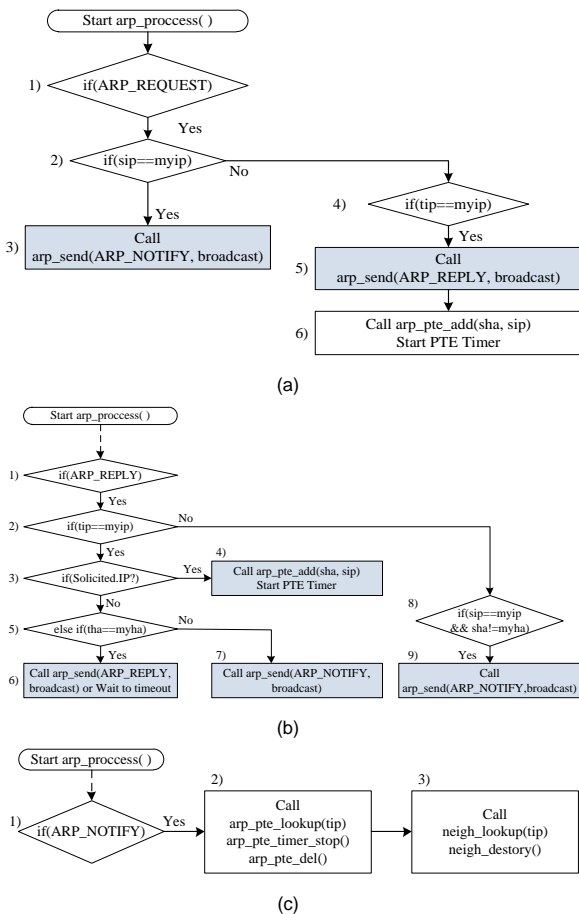 Start arp_proccess( )
1)
if(ARP_REQUEST)
Yes
2)
if(sip==myip)
No
Yes
3)
Call
arp_send(ARP_NOTIFY, broadcast)
4)
if(tip==myip)
Yes
5)
Call
arp_send(ARP_REPLY, broadcast)
6)
Call arp_pte_add(sha, sip)
Start PTE Timer
(a)
Start arp_proccess( )
1)
if(ARP_REPLY)
Yes
2)
if(tip==myip)
No
Yes
3)
if(Solicited.IP?)
Yes
4)
Call arp_pte_add(sha, sip)
Start PTE Timer
No
5)
else if(tha==myha)
No
Yes
6)
Call arp_send(ARP_REPLY,
broadcast) or Wait to timeout
7)
Call arp_send(ARP_NOTIFY,
broadcast)
8)
if(sip==myip
&& sha!=myha)
Yes
9)
Call
arp_send(ARP_NOTIFY,broadcast)
(b)
Start arp_proccess( )
1)
if(ARP_NOTIFY)
Yes
2)
Call
arp_pte_lookup(tip)
arp_pte_timer_stop()
arp_pte_del()
3)
Call
neigh_lookup(tip)
neigh_destory()
(c)